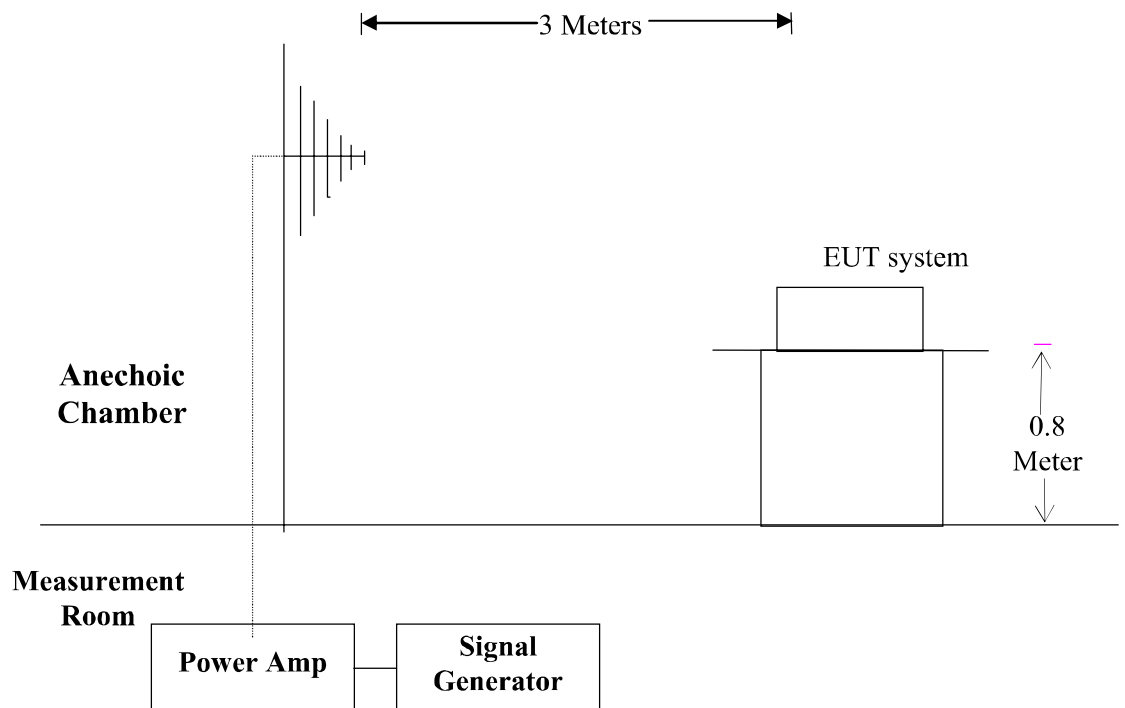 3 Meters
EUT system
Anechoic
Chamber
0.8
Meter
Measurement
Room
Power Amp
Signal
Generator